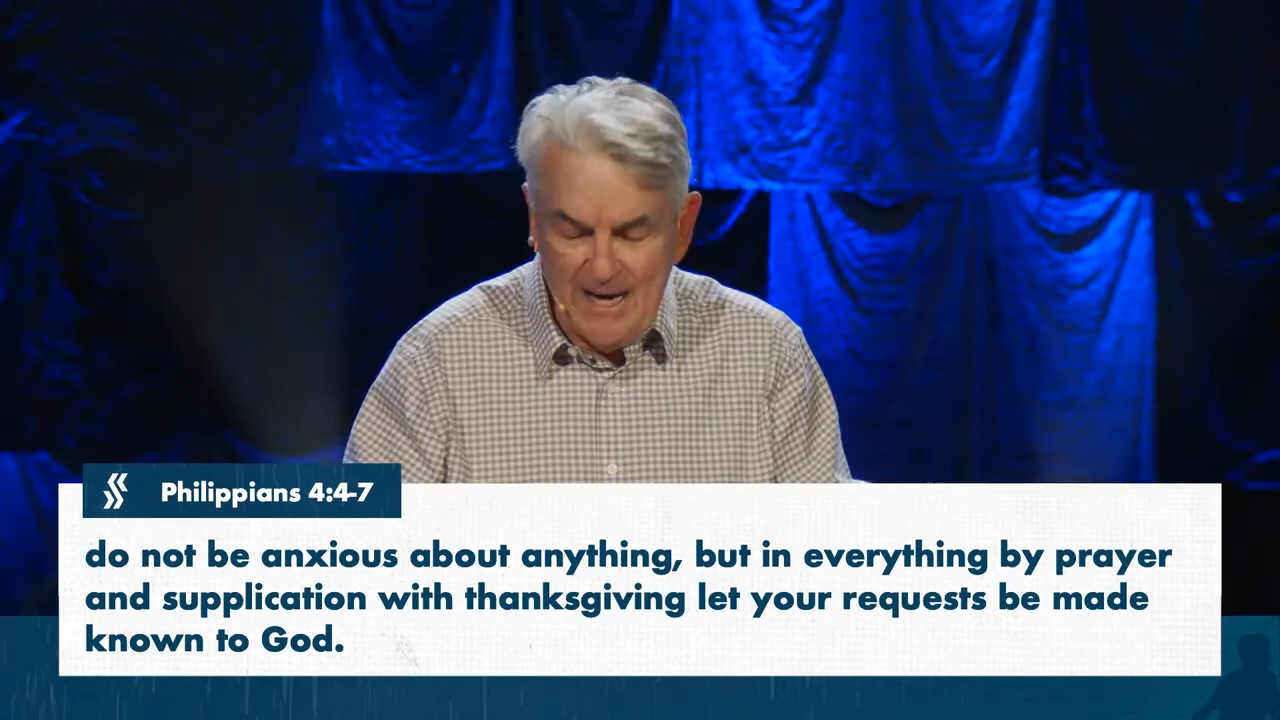 Philippians 4:4-7
do not be anxious about anything, but in everything by prayer
and supplication with thanksgiving let your requests be made
known to God.